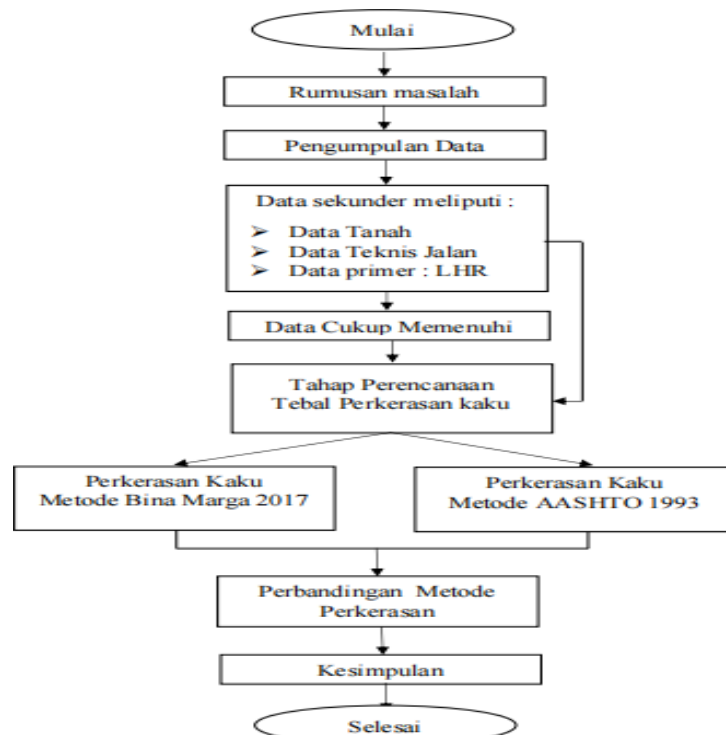 Mulai
Rumusan masalah
Pengumpulan Data
Data sekunder meliputi :
➢ Data Tanah
➢ Data Teknis Jalan
➢ Data primer : LHR
Data Cukup Memenuhi
Tahap Perencanaan
Tebal Perkerasan kaku
Perkerasan Kaku
Metode Bina Marga 2017
Perkerasan Kaku
Metode AASHTO 1993
Perbandingan Metode
Perkerasan
Kesimpulan
Selesai